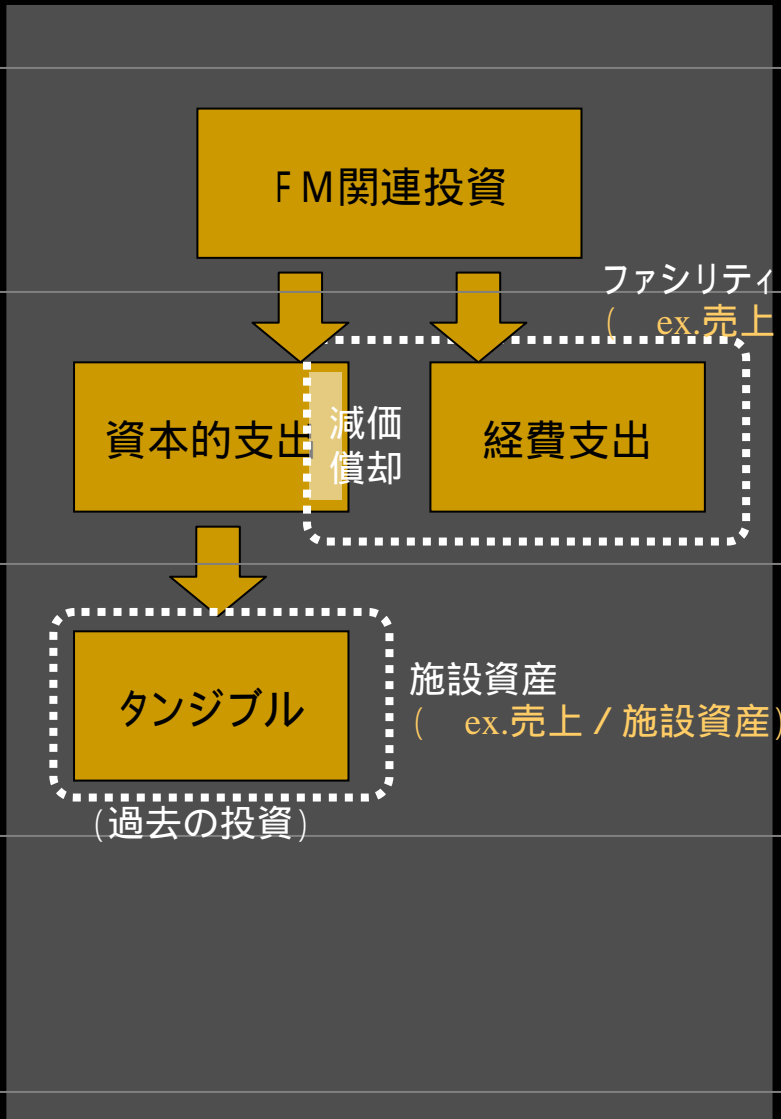 ＦＭ関連投資
ファシリティ
( ex.売上
資本的支出
減価
償却
経費支出
タンジブル
施設資産
( ex.売上／施設資産)
(過去の投資)